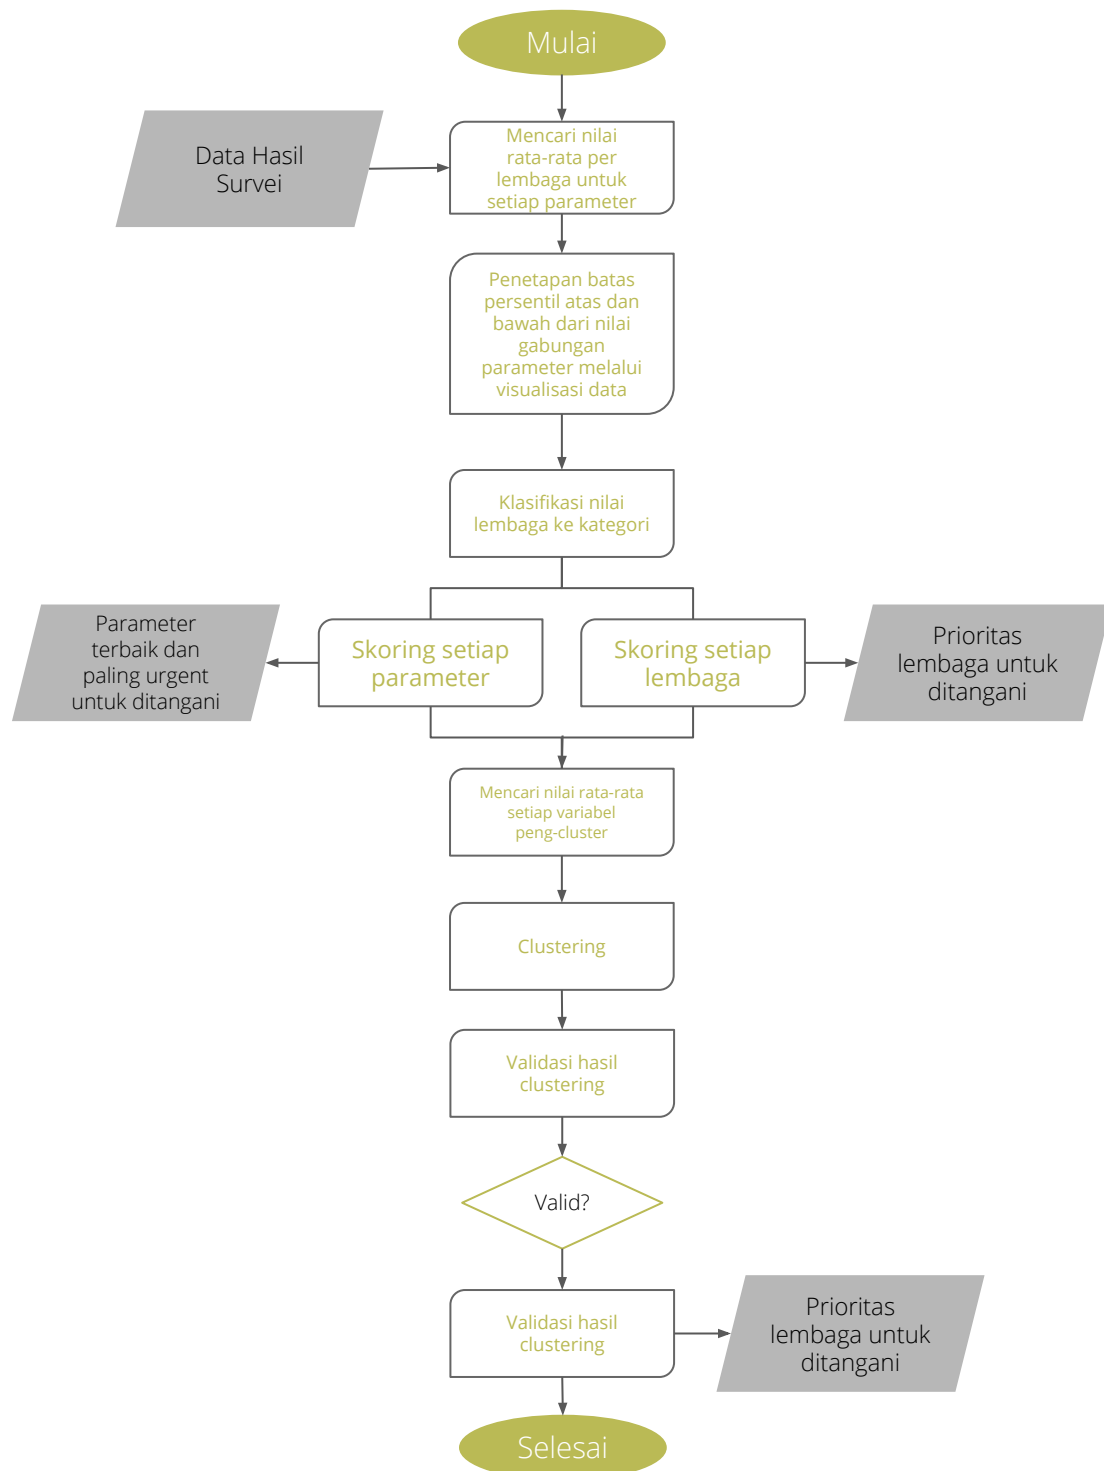 Mulai
Data Hasil
Survei
Mencari nilai
rata-rata per
lembaga untuk
setiap parameter
Penetapan batas
persentil atas dan
bawah dari nilai
gabungan
parameter melalui
visualisasi data
Klasifikasi nilai
lembaga ke kategori
Parameter
terbaik dan
paling urgent
untuk ditangani
Skoring setiap
parameter
Skoring setiap
lembaga
Prioritas
lembaga untuk
ditangani
Mencari nilai rata-rata
setiap variabel
peng-cluster
Clustering
Validasi hasil
clustering
Valid?
Validasi hasil
clustering
Prioritas
lembaga untuk
ditangani
Selesai